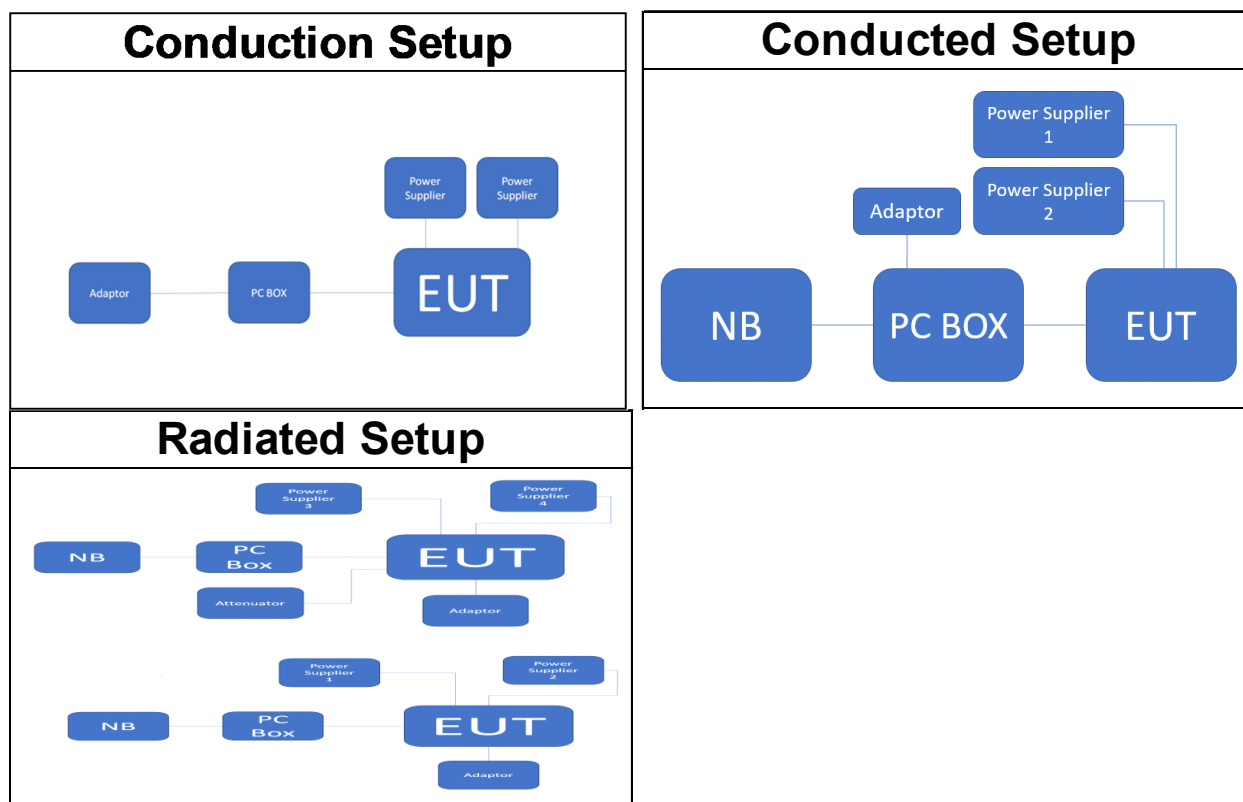 Conduction Setup
Power
Supplier
Power
Supplier
Adaptor
PC BOX
EUT
Conducted Setup
Power Supplier
1
Power Supplier
2
Adaptor
NB
PC BOX
EUT
Radiated Setup
Power
Supplier
3
Power
Supplier
4
NB
PC
Box
EUT
Attenuator
Adaptor
Power
Supplier
1
Power
Supplier
2
NB
PC
Box
EUT
Adaptor